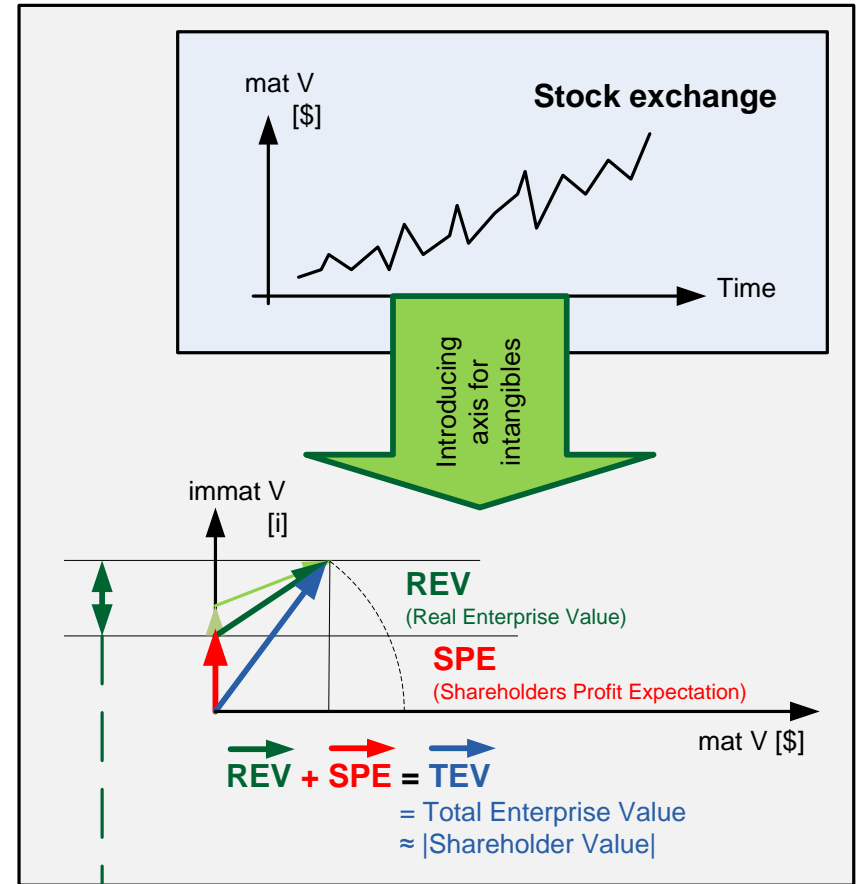 mat V
[$]
Stock exchange
Time
Introducing
axis for
intangibles
immat V
[i]
REV
(Real Enterprise Value)
SPE
(Shareholders Profit Expectation)
mat V [$]
REV + SPE = TEV
= Total Enterprise Value
≈ |Shareholder Value|